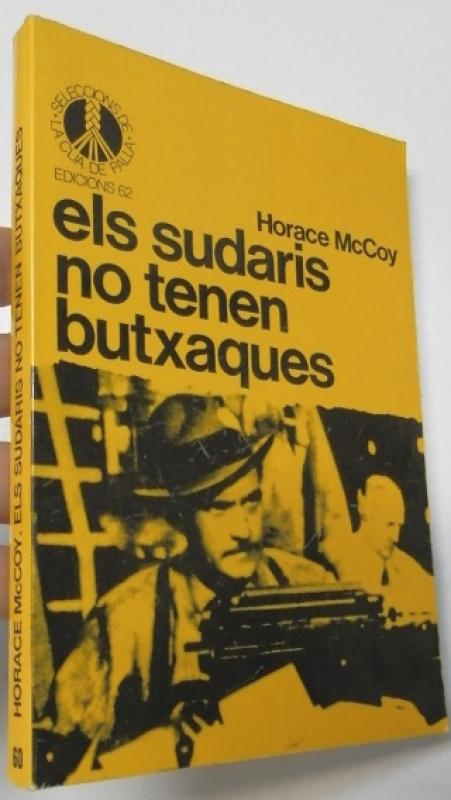 SELECCIONS DE
LA CUA DE PALLA
EDICIONS 62
Horace McCoy
els sudaris
no tenen
butxaques
HORACE McCOY. ELS SUDARIS NO TENEN BUTXAQUES
60